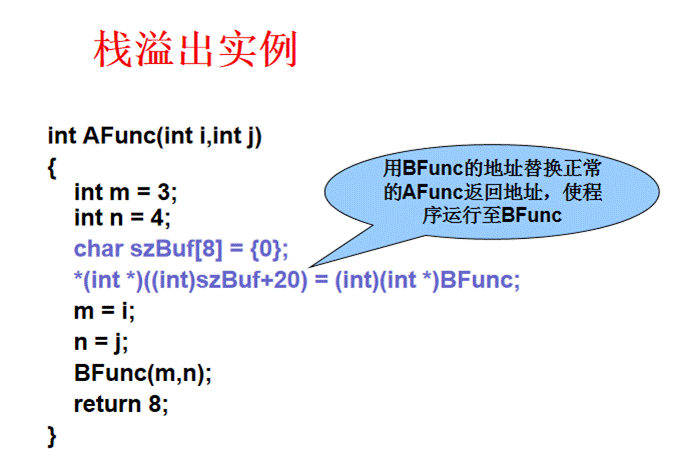 栈溢出实例
int AFunc(int i,int j)
{
int m = 3;
int n = 4;
char szBuf[8] = {0};
*(int *)((int)szBuf+20) = (int)(int *)BFunc;
m = i;
n = j;
BFunc(m,n);
return 8;
}
用BFunc的地址替换正常
的AFunc返回地址，使程
序运行至BFunc